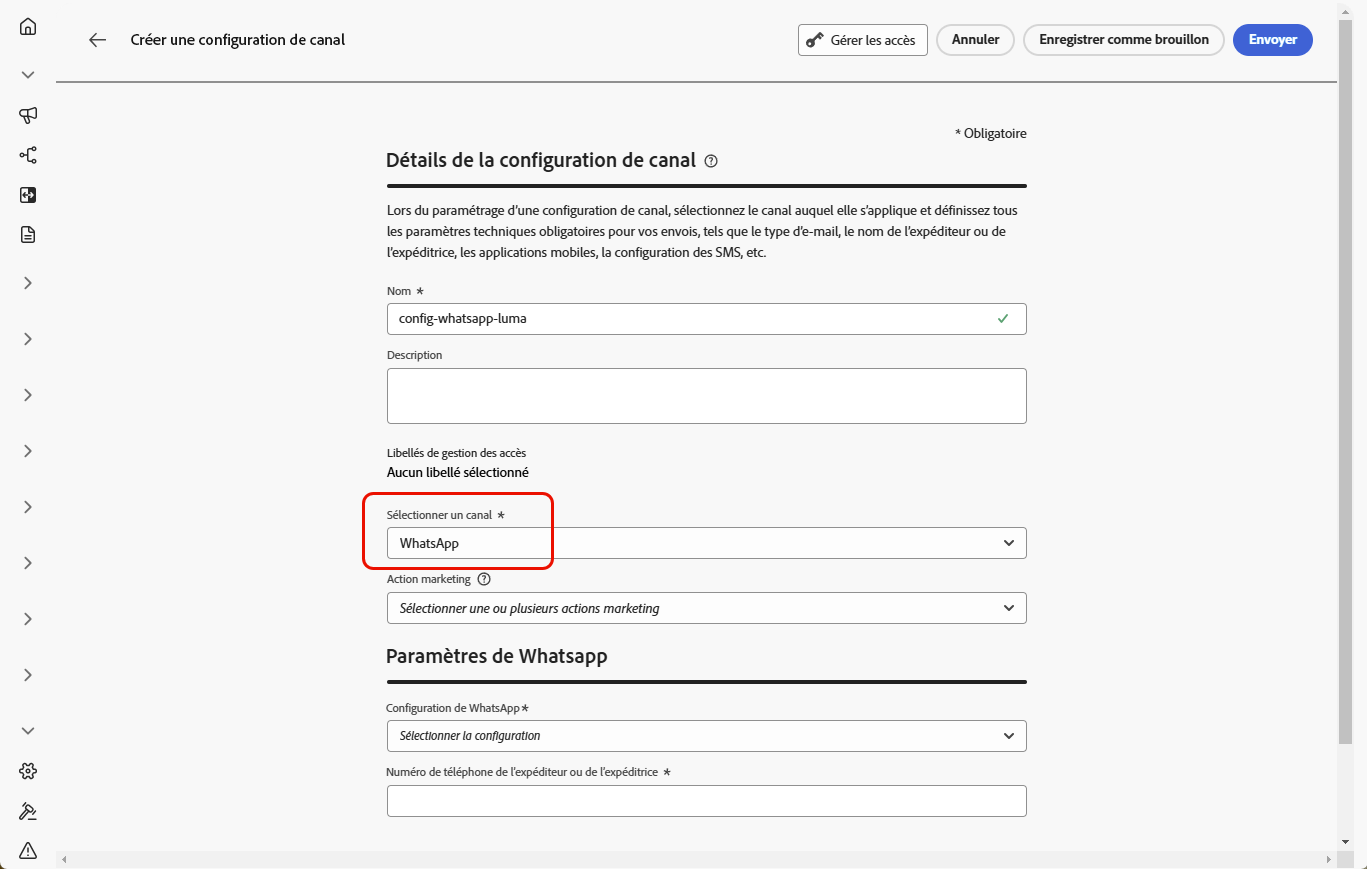 Créer une configuration de canal
Gérer les accès
Annuler
Enregistrer comme brouillon
Envoyer
* Obligatoire
Détails de la configuration de canal
Lors du paramétrage d’une configuration de canal, sélectionnez le canal auquel elle s’applique et définissez tous
les paramètres techniques obligatoires pour vos envois, tels que le type d’e-mail, le nom de l’expéditeur ou de
l’expéditrice, les applications mobiles, la configuration des SMS, etc.
Nom *
config-whatsapp-luma
Description
Libellés de gestion des accès
Aucun libellé sélectionné
Sélectionner un canal *
WhatsApp
Action marketing
Sélectionner une ou plusieurs actions marketing
Paramètres de Whatsapp
Configuration de WhatsApp*
Sélectionner la configuration
Numéro de téléphone de l’expéditeur ou de l’expéditrice *